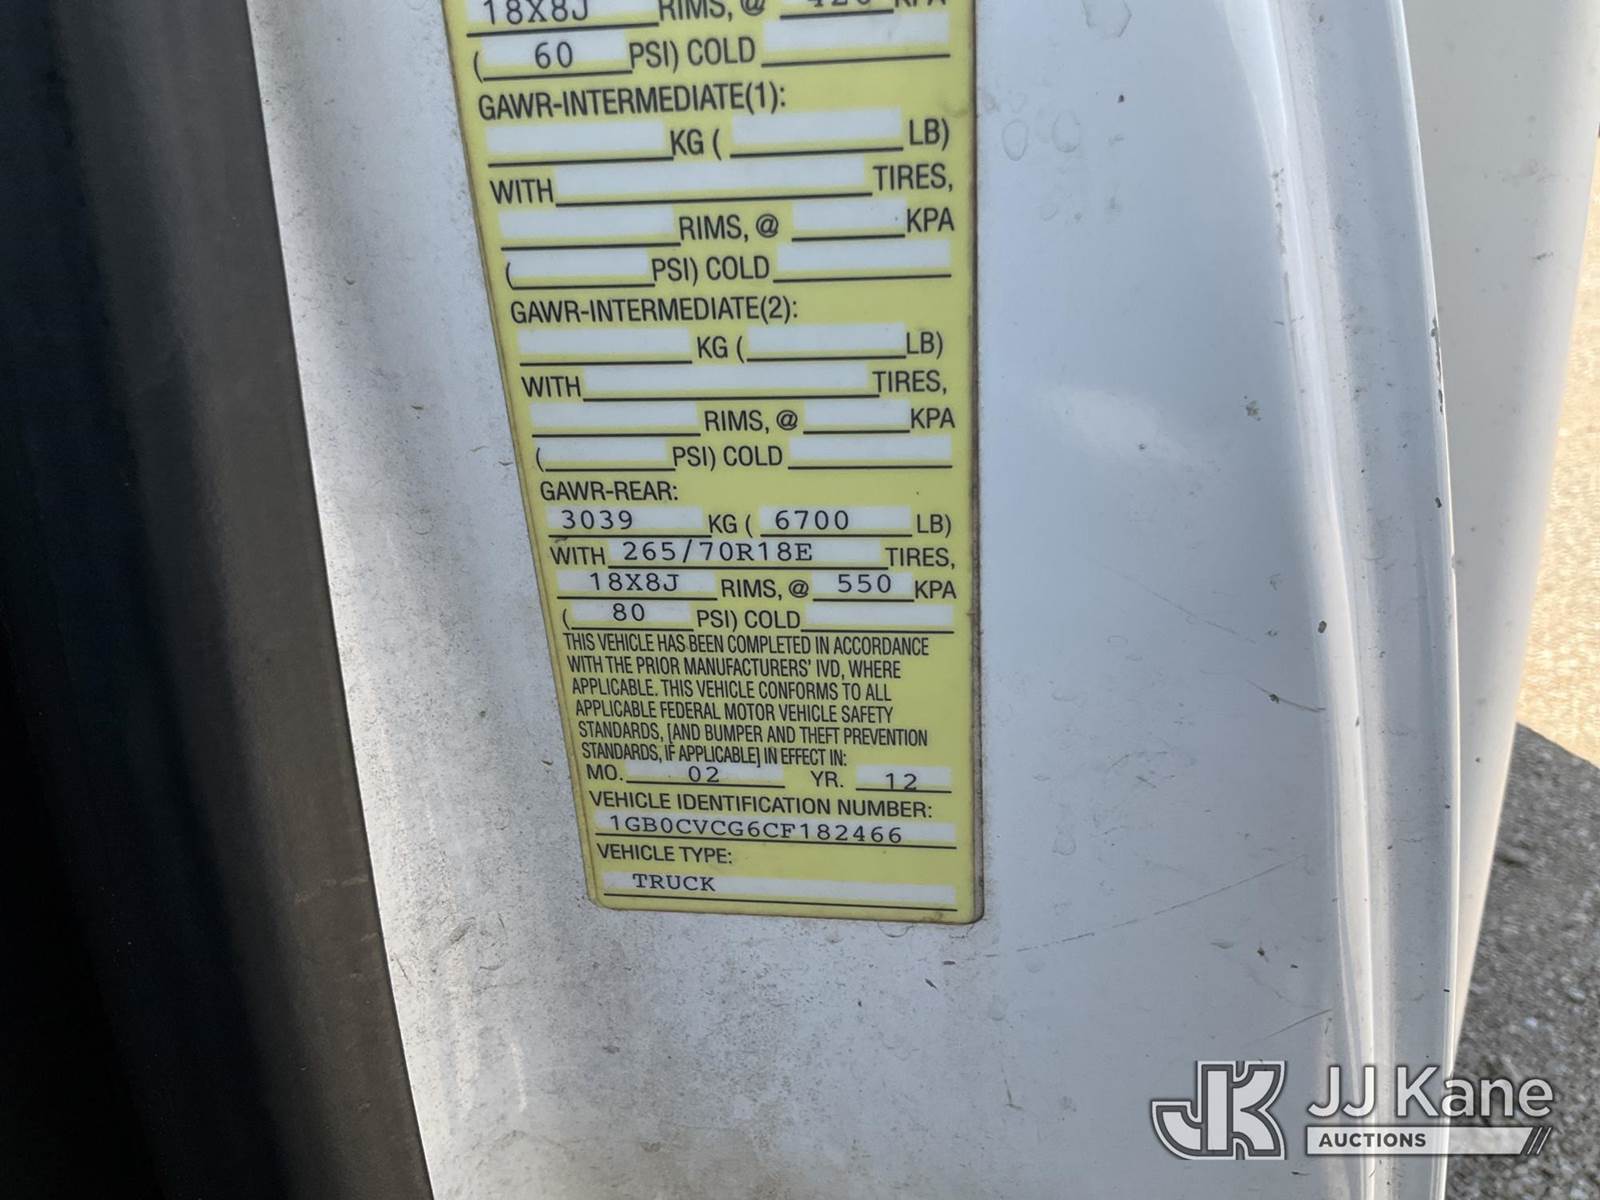 18X8J RIMS, @ 420 KPA
( 60 PSI) COLD
GAWR-INTERMEDIATE(1):
KG ( LB)
WITH TIRES,
RIMS, @ KPA
( PSI) COLD
GAWR-INTERMEDIATE(2):
KG ( LB)
WITH TIRES,
RIMS, @ KPA
( PSI) COLD
GAWR-REAR:
3039 KG ( 6700 LB)
WITH 265/70R18E TIRES,
18X8J RIMS, @ 550 KPA
( 80 PSI) COLD
THIS VEHICLE HAS BEEN COMPLETED IN ACCORDANCE
WITH THE PRIOR MANUFACTURERS' IVD, WHERE
APPLICABLE. THIS VEHICLE CONFORMS TO ALL
APPLICABLE FEDERAL MOTOR VEHICLE SAFETY
STANDARDS, [AND BUMPER AND THEFT PREVENTION
STANDARDS, IF APPLICABLE] IN EFFECT IN:
MO. 02 YR. 12
VEHICLE IDENTIFICATION NUMBER:
1GB0CVCG6CF182466
VEHICLE TYPE:
TRUCK
JK JJ Kane
AUCTIONS